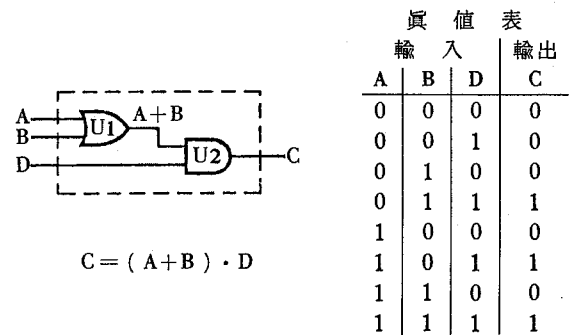 A
B
D
U1
A+B
U2
C
C=(A+B)·D
眞值表
輸入 輸出
A B D C
0 0 0 0
0 0 1 0
0 1 0 0
0 1 1 1
1 0 0 0
1 0 1 1
1 1 0 0
1 1 1 1